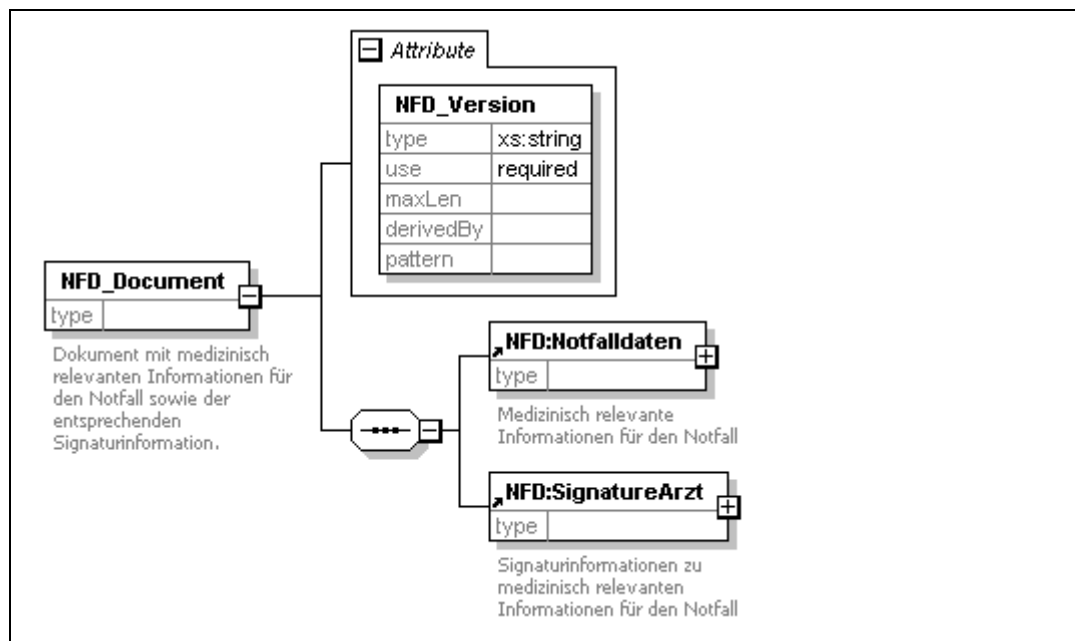 Attribute
NFD_Version
type xs:string
use required
maxLen
derivedBy
pattern
NFD_Document
type
Dokument mit medizinisch
relevanten Informationen für
den Notfall sowie der
entsprechenden
Signaturinformation.
NFD:Notfalldaten
type
Medizinisch relevante
Informationen für den Notfall
NFD:SignatureArzt
type
Signaturinformationen zu
medizinisch relevanten
Informationen für den Notfall